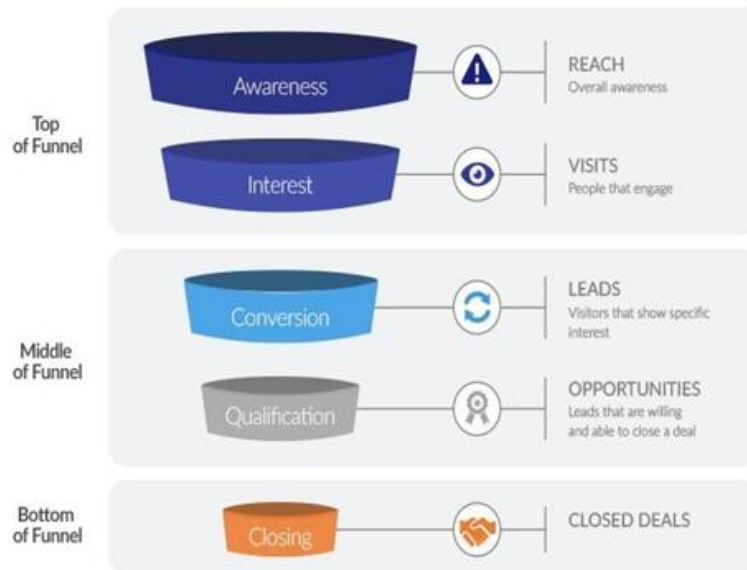 Top
of Funnel
Awareness
REACH
Overall awareness
Interest
VISITS
People that engage
Middle
of Funnel
Conversion
LEADS
Visitors that show specific
interest
Qualification
OPPORTUNITIES
Leads that are willing
and able to close a deal
Bottom
of Funnel
Closing
CLOSED DEALS